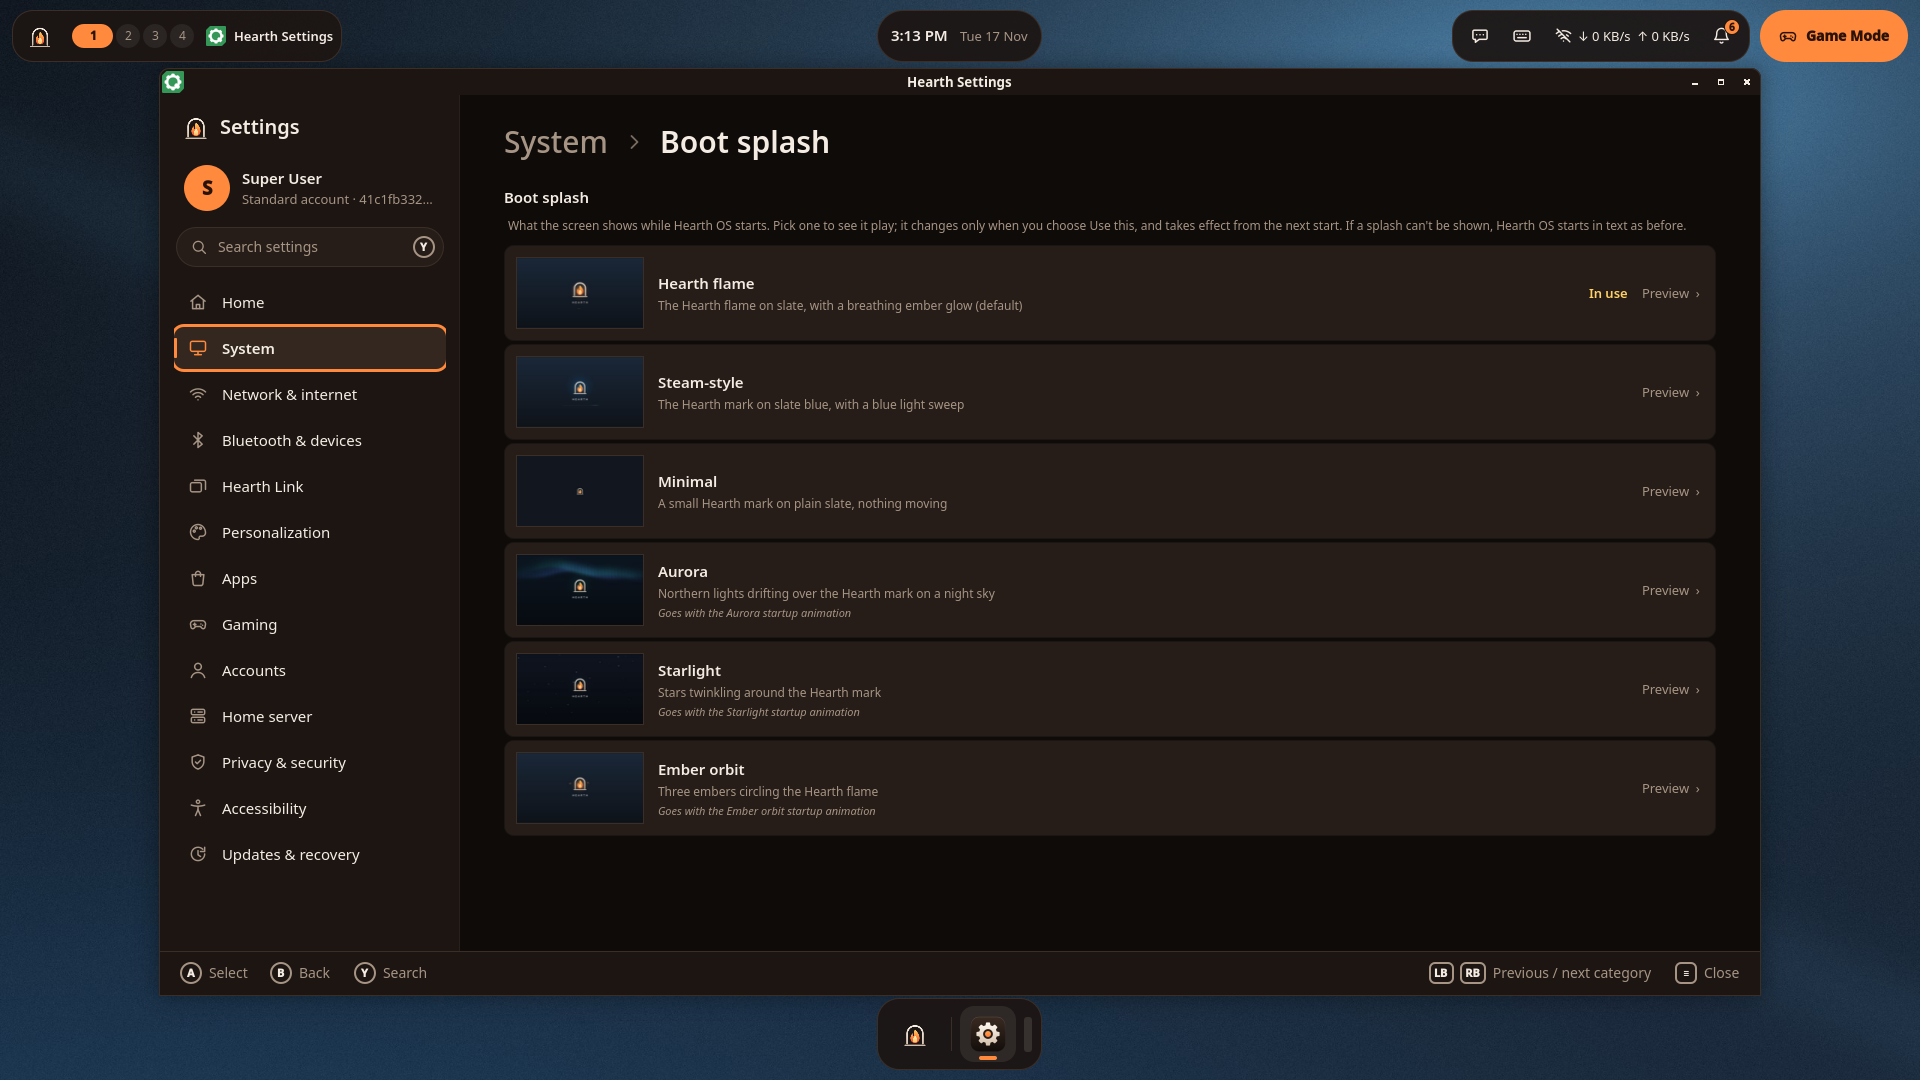 1 2 3 4 Hearth Settings
3:13 PM Tue 17 Nov
↓ 0 KB/s ↑ 0 KB/s 6 Game Mode
Hearth Settings
Settings
S
Super User
Standard account · 41c1fb332...
Search settings Y
Home
System
Network & internet
Bluetooth & devices
Hearth Link
Personalization
Apps
Gaming
Accounts
Home server
Privacy & security
Accessibility
Updates & recovery
System › Boot splash
Boot splash
What the screen shows while Hearth OS starts. Pick one to see it play; it changes only when you choose Use this, and takes effect from the next start. If a splash can't be shown, Hearth OS starts in text as before.
Hearth flame
The Hearth flame on slate, with a breathing ember glow (default)
In use Preview ›
Steam-style
The Hearth mark on slate blue, with a blue light sweep
Preview ›
Minimal
A small Hearth mark on plain slate, nothing moving
Preview ›
Aurora
Northern lights drifting over the Hearth mark on a night sky
Goes with the Aurora startup animation
Preview ›
Starlight
Stars twinkling around the Hearth mark
Goes with the Starlight startup animation
Preview ›
Ember orbit
Three embers circling the Hearth flame
Goes with the Ember orbit startup animation
Preview ›
A Select B Back Y Search
LB RB Previous / next category ≡ Close